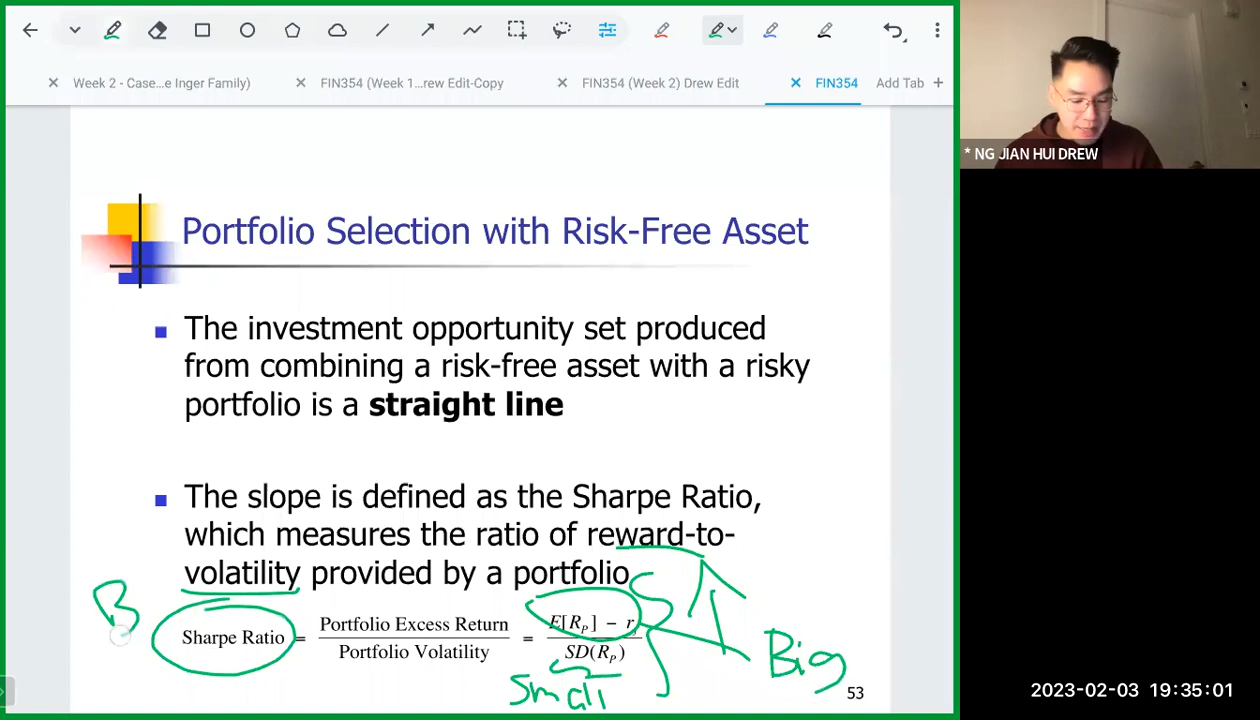 Week 2 - Case...e Inger Family)
FIN354 (Week 1...rew Edit-Copy
FIN354 (Week 2) Drew Edit
FIN354
Add Tab
* NG JIAN HUI DREW
Portfolio Selection with Risk-Free Asset
The investment opportunity set produced
from combining a risk-free asset with a risky
portfolio is a straight line
The slope is defined as the Sharpe Ratio,
which measures the ratio of reward-to-
volatility provided by a portfolio
B
Sharpe Ratio = Portfolio Excess Return / Portfolio Volatility = E[R_P] - r / SD(R_P)
Big
Small
53
2023-02-03 19:35:01